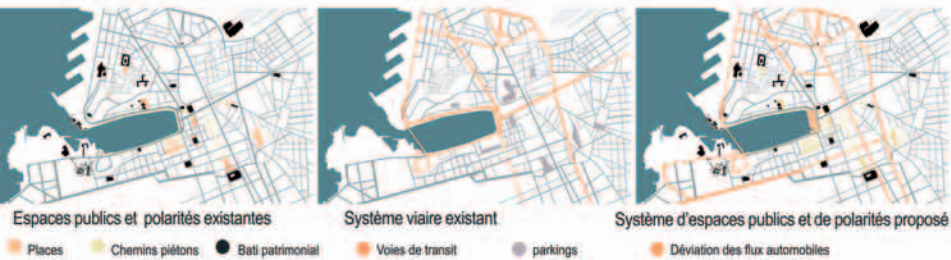 Espaces publics et polarités existantes
Places Chemins piétons Bati patrimonial
Système viaire existant
Voies de transit parkings
Système d'espaces publics et de polarités proposé
Déviation des flux automobiles